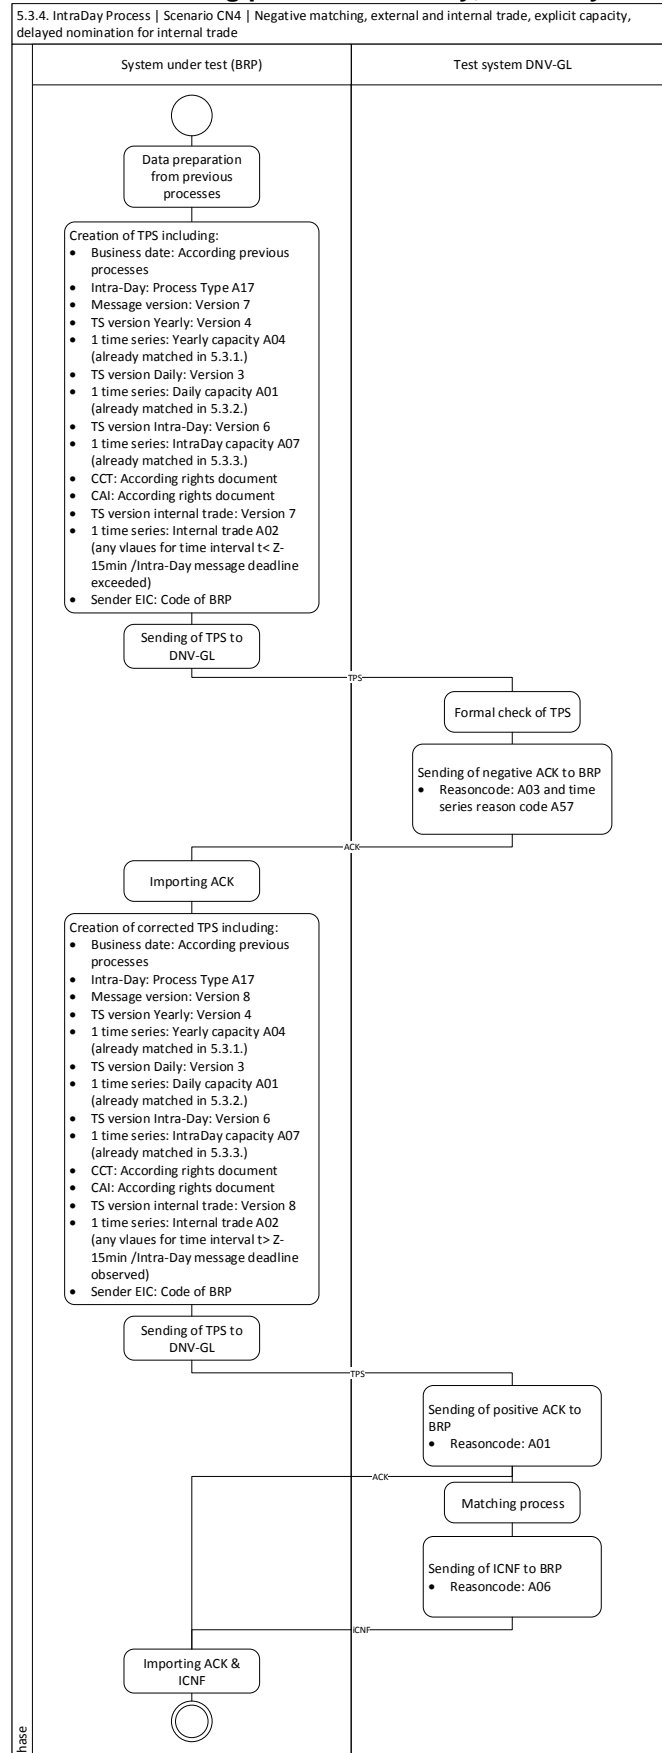 5.3.4. IntraDay Process | Scenario CN4 | Negative matching, external and internal trade, explicit capacity,
delayed nomination for internal trade
System under test (BRP)
Test system DNV-GL
Data preparation
from previous
processes
Creation of TPS including:
• Business date: According previous
processes
• Intra-Day: Process Type A17
• Message version: Version 7
• TS version Yearly: Version 4
• 1 time series: Yearly capacity A04
(already matched in 5.3.1.)
• TS version Daily: Version 3
• 1 time series: Daily capacity A01
(already matched in 5.3.2.)
• TS version Intra-Day: Version 6
• 1 time series: IntraDay capacity A07
(already matched in 5.3.3.)
• CCT: According rights document
• CAI: According rights document
• TS version internal trade: Version 7
• 1 time series: Internal trade A02
(any vlaues for time interval t< Z-
15min /Intra-Day message deadline
exceeded)
• Sender EIC: Code of BRP
Sending of TPS to
DNV-GL
TPS
Formal check of TPS
Sending of negative ACK to BRP
• Reasoncode: A03 and time
series reason code A57
ACK
Importing ACK
Creation of corrected TPS including:
• Business date: According previous
processes
• Intra-Day: Process Type A17
• Message version: Version 8
• TS version Yearly: Version 4
• 1 time series: Yearly capacity A04
(already matched in 5.3.1.)
• TS version Daily: Version 3
• 1 time series: Daily capacity A01
(already matched in 5.3.2.)
• TS version Intra-Day: Version 6
• 1 time series: IntraDay capacity A07
(already matched in 5.3.3.)
• CCT: According rights document
• CAI: According rights document
• TS version internal trade: Version 8
• 1 time series: Internal trade A02
(any vlaues for time interval t> Z-
15min /Intra-Day message deadline
observed)
• Sender EIC: Code of BRP
Sending of TPS to
DNV-GL
TPS
Sending of positive ACK to
BRP
• Reasoncode: A01
ACK
Matching process
Sending of ICNF to BRP
• Reasoncode: A06
ICNF
Importing ACK &
ICNF
hase